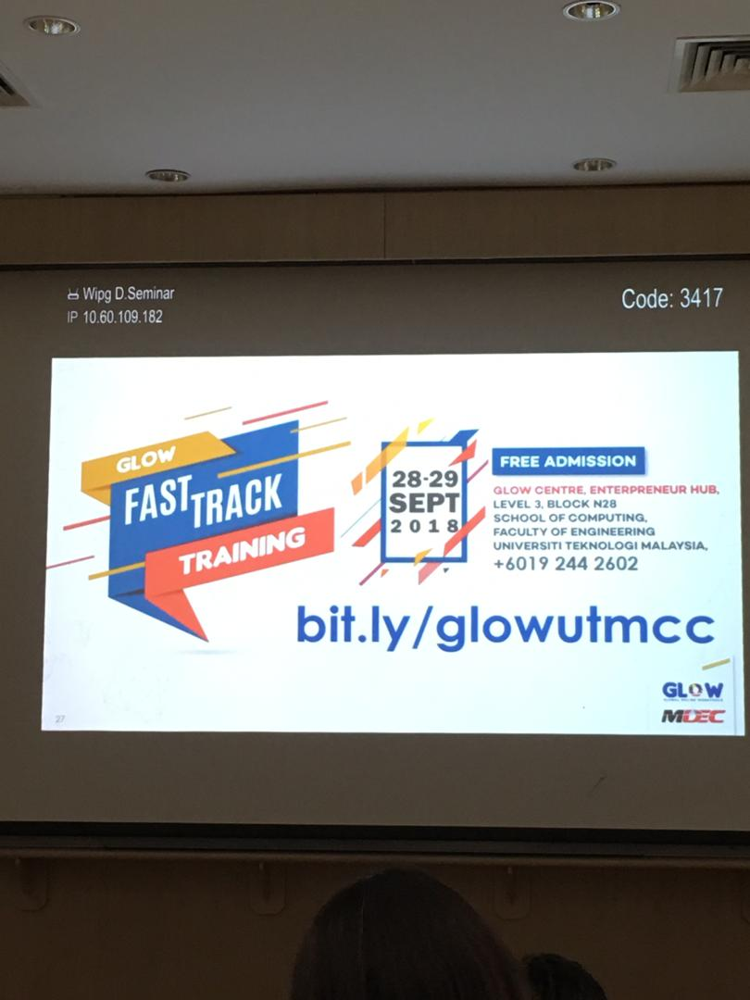 Wipg D.Seminar
IP 10.60.109.182
Code: 3417
GLOW
FAST TRACK
TRAINING
28-29
SEPT
2018
FREE ADMISSION
GLOW CENTRE, ENTERPRENEUR HUB,
LEVEL 3, BLOCK N28
SCHOOL OF COMPUTING,
FACULTY OF ENGINEERING
UNIVERSITI TEKNOLOGI MALAYSIA,
+6019 244 2602
bit.ly/glowutmcc
27
GLOW
MDEC